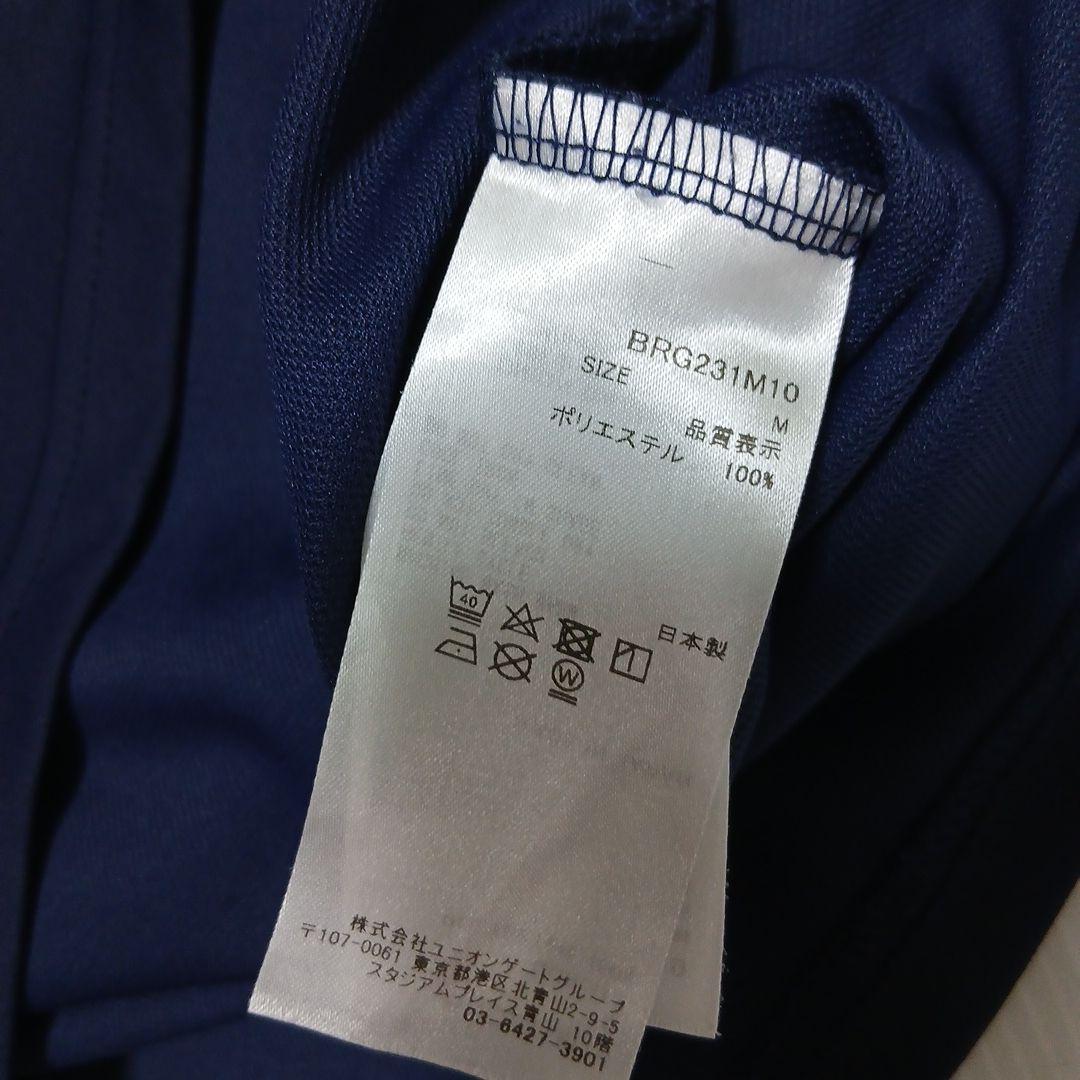 BRG231M10
SIZE M
品質表示
ポリエステル 100%
40
W
日本製
株式会社ユニオンゲートグループ
〒107-0061 東京都港区北青山2-9-5
スタジアムプレイス青山 10階
03-6427-3901